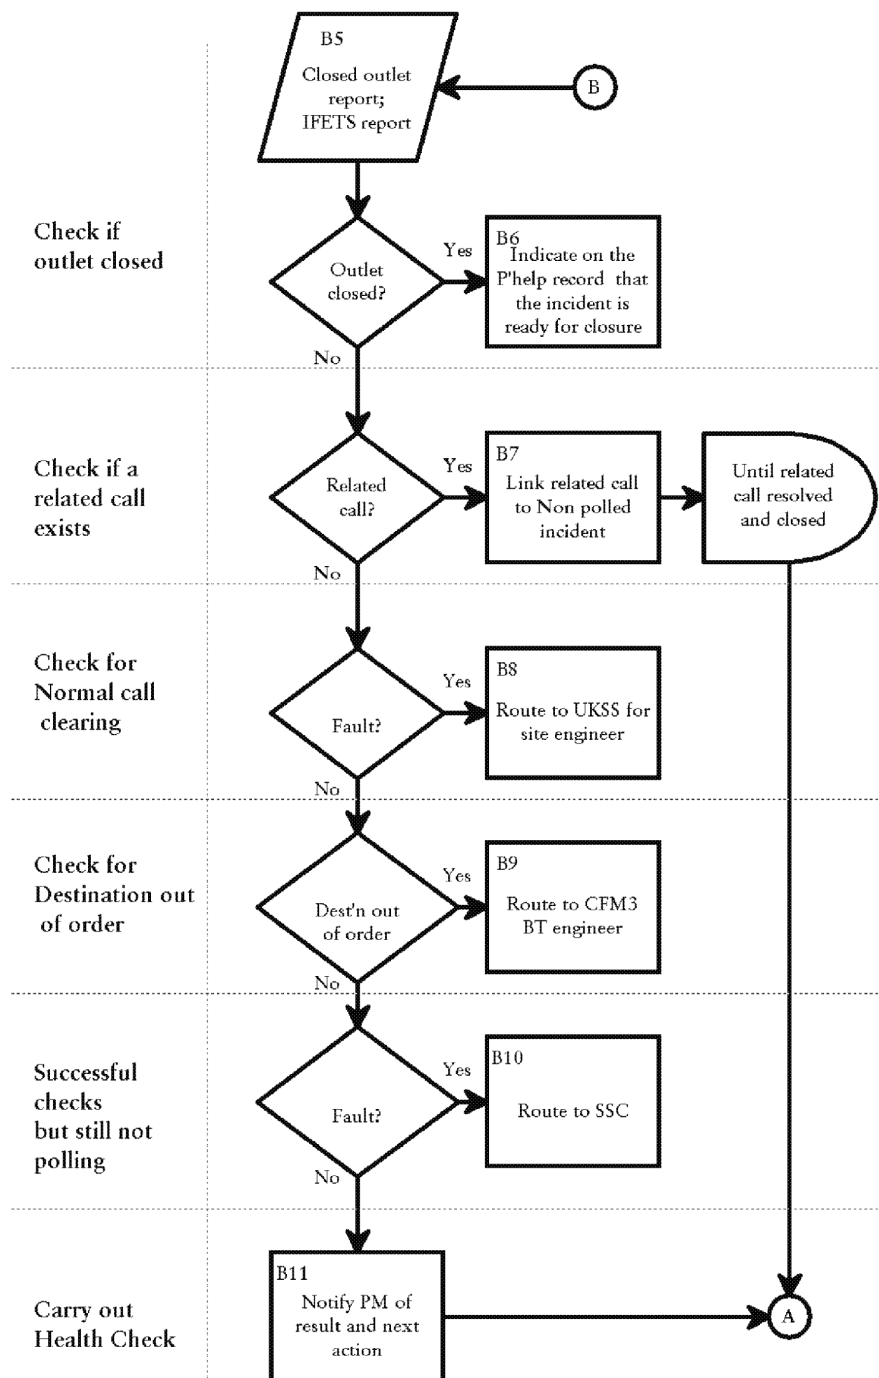 B5
Closed outlet
report;
IFETS report
B
Check if
outlet closed
Outlet
closed?
Yes
B6
Indicate on the
P'help record that
the incident is
ready for closure
No
Check if a
related call
exists
Related
call?
Yes
B7
Link related call
to Non polled
incident
Until related
call resolved
and closed
No
Check for
Normal call
clearing
Fault?
Yes
B8
Route to UKSS for
site engineer
No
Check for
Destination out
of order
Dest'n out
of order
Yes
B9
Route to CFM3
BT engineer
No
Successful
checks
but still not
polling
Fault?
Yes
B10
Route to SSC
No
Carry out
Health Check
B11
Notify PM of
result and next
action
A